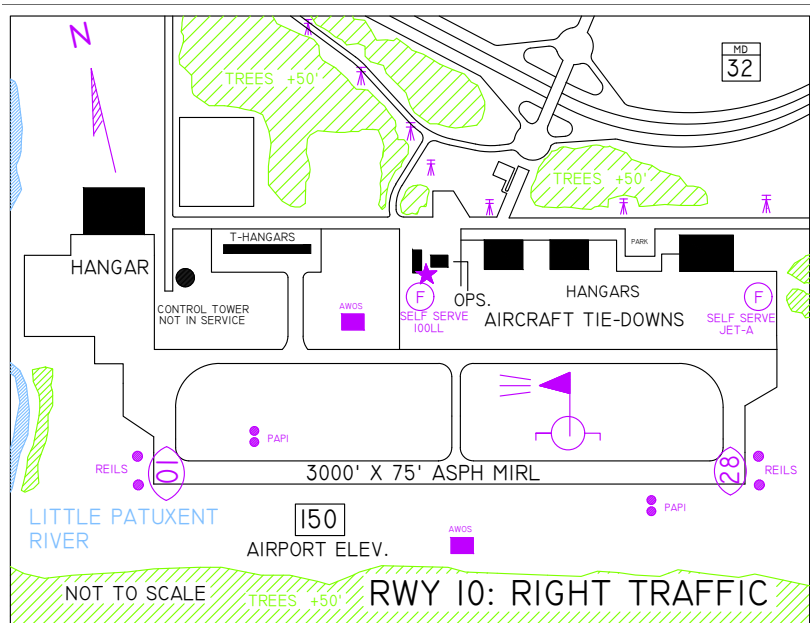 N
MD
32
TREES +50'
TREES +50'
T-HANGARS
PARK
HANGAR
CONTROL TOWER
NOT IN SERVICE
AWOS
F
SELF SERVE
100LL
OPS.
HANGARS
AIRCRAFT TIE-DOWNS
F
SELF SERVE
JET-A
PAPI
REILS
10
3000' X 75' ASPH MIRL
28
REILS
PAPI
LITTLE PATUXENT
RIVER
150
AIRPORT ELEV.
AWOS
NOT TO SCALE
TREES +50'
RWY 10: RIGHT TRAFFIC